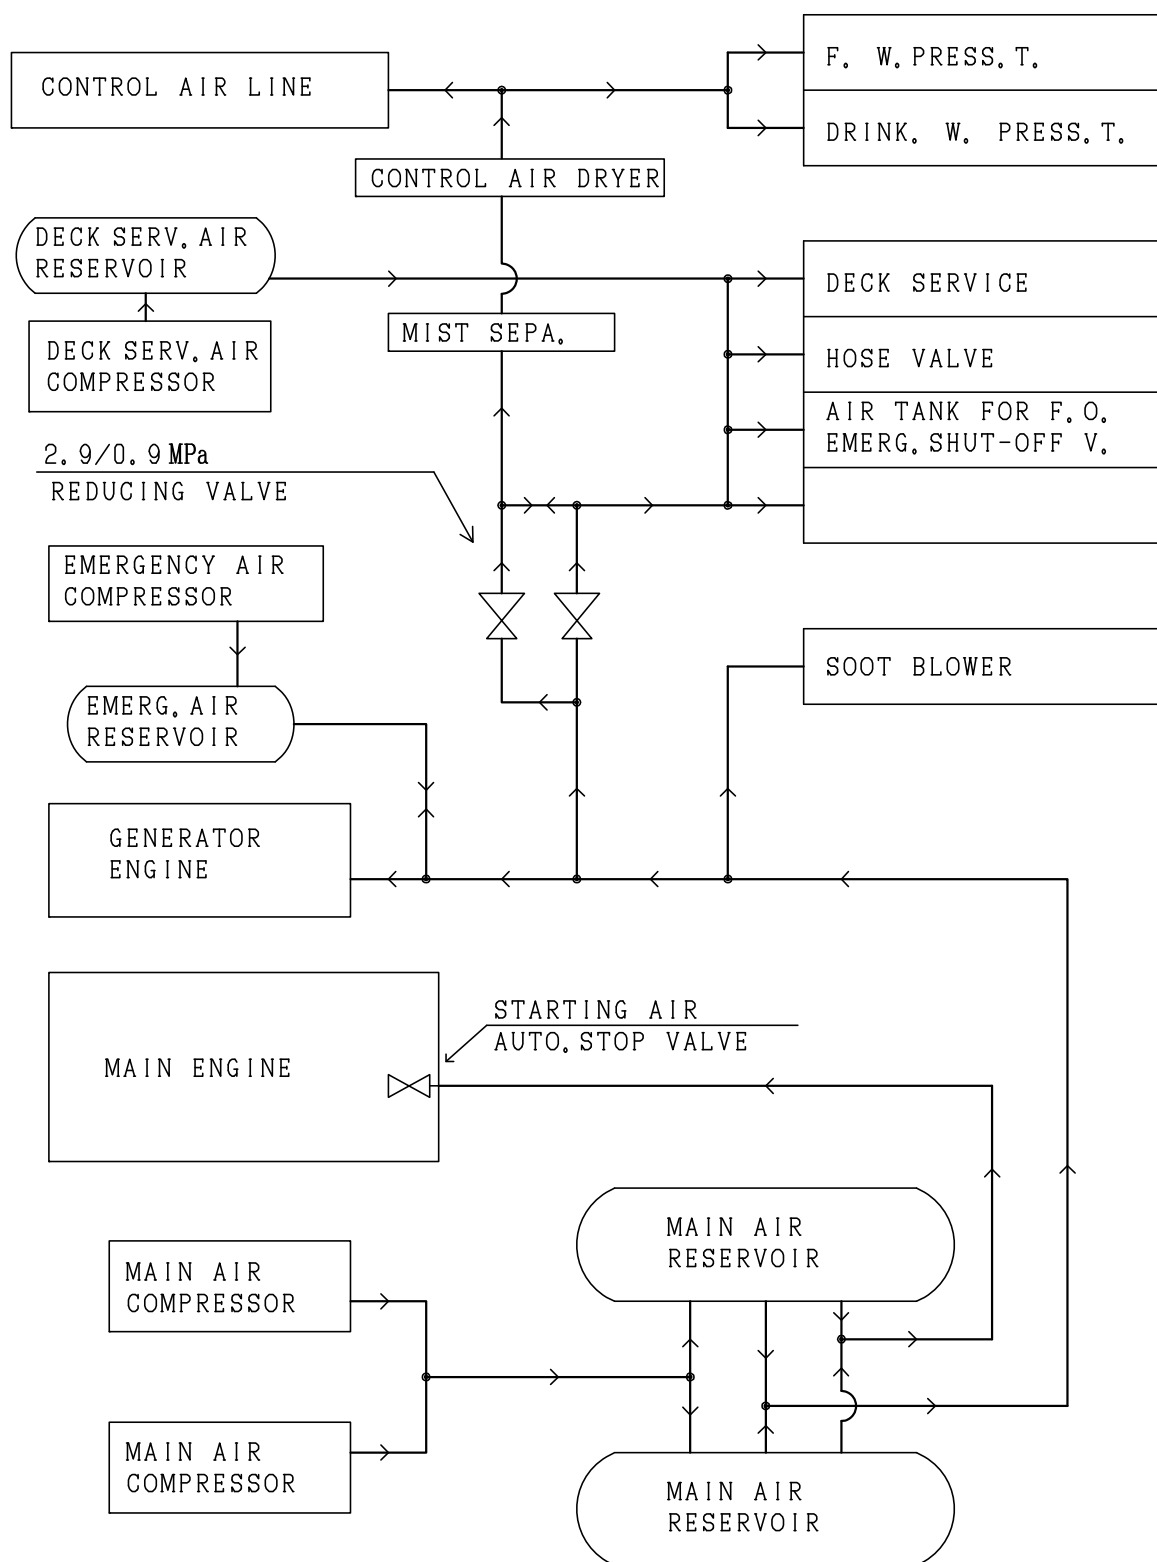 F. W. PRESS. T.
CONTROL AIR LINE
DRINK. W. PRESS. T.
CONTROL AIR DRYER
DECK SERV. AIR
RESERVOIR
DECK SERVICE
MIST SEPA.
DECK SERV. AIR
COMPRESSOR
HOSE VALVE
AIR TANK FOR F.O.
EMERG. SHUT-OFF V.
2.9/0.9 MPa
REDUCING VALVE
EMERGENCY AIR
COMPRESSOR
SOOT BLOWER
EMERG. AIR
RESERVOIR
GENERATOR
ENGINE
STARTING AIR
AUTO. STOP VALVE
MAIN ENGINE
MAIN AIR
RESERVOIR
MAIN AIR
COMPRESSOR
MAIN AIR
COMPRESSOR
MAIN AIR
RESERVOIR